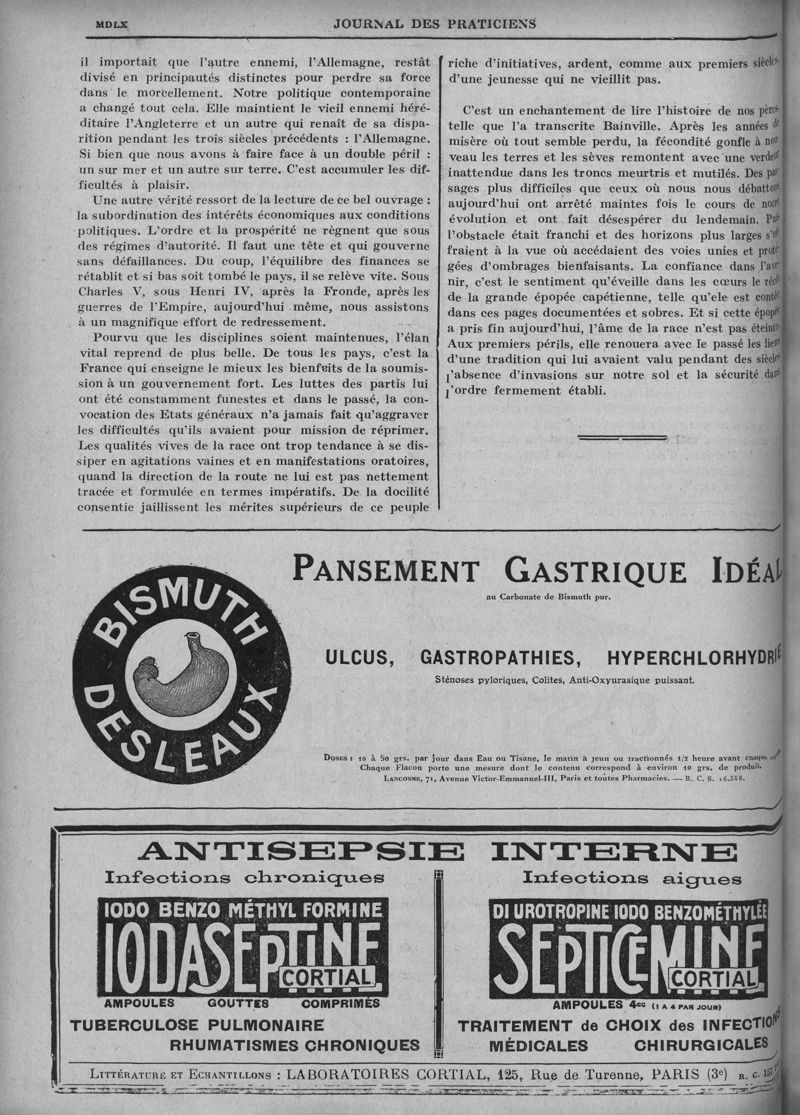 MDLX
JOURNAL DES PRATICIENS
il importait que l'autre ennemi, l'Allemagne, restât
divisé en principautés distinctes pour perdre sa force
dans le morcellement. Notre politique contemporaine
a changé tout cela. Elle maintient le vieil ennemi héré-
ditaire l'Angleterre et un autre qui renaît de sa dispa-
rition pendant les trois siècles précédents : l'Allemagne.
Si bien que nous avons à faire face à un double péril :
un sur mer et un autre sur terre. C'est accumuler les dif-
ficultés à plaisir.
Une autre vérité ressort de la lecture de ce bel ouvrage :
la subordination des intérêts économiques aux conditions
politiques. L'ordre et la prospérité ne règnent que sous
des régimes d'autorité. Il faut une tête et qui gouverne
sans défaillances. Du coup, l'équilibre des finances se
rétablit et si bas soit tombé le pays, il se relève vite. Sous
Charles V, sous Henri IV, après la Fronde, après les
guerres de l'Empire, aujourd'hui même, nous assistons
à un magnifique effort de redressement.
Pourvu que les disciplines soient maintenues, l'élan
vital reprend de plus belle. De tous les pays, c'est la
France qui enseigne le mieux les bienfuits de la soumis-
sion à un gouvernement fort. Les luttes des partis lui
ont été constamment funestes et dans le passé, la con-
vocation des Etats généraux n'a jamais fait qu'aggraver
les difficultés qu'ils avaient pour mission de réprimer.
Les qualités vives de la race ont trop tendance à se dis-
siper en agitations vaines et en manifestations oratoires,
quand la direction de la route ne lui est pas nettement
tracée et formulée en termes impératifs. De la docilité
consentie jaillissent les mérites supérieurs de ce peuple
riche d'initiatives, ardent, comme aux premiers siècles
d'une jeunesse qui ne vieillit pas.
C'est un enchantement de lire l'histoire de nos pères
telle que l'a transcrite Bainville. Après les années de
misère où tout semble perdu, la fécondité gonfle à nou-
veau les terres et les sèves remontent avec une verdeur
inattendue dans les troncs meurtris et mutilés. Des pas-
sages plus difficiles que ceux où nous nous débattons
aujourd'hui ont arrêté maintes fois le cours de notre
évolution et ont fait désespérer du lendemain. Puis
l'obstacle était franchi et des horizons plus larges s'of-
fraient à la vue où accédaient des voies unies et proté-
gées d'ombrages bienfaisants. La confiance dans l'ave-
nir, c'est le sentiment qu'éveille dans les cœurs le récit
de la grande épopée capétienne, telle qu'ele est contée
dans ces pages documentées et sobres. Et si cette épopée
a pris fin aujourd'hui, l'âme de la race n'est pas éteinte.
Aux premiers périls, elle renouera avec le passé les liens
d'une tradition qui lui avaient valu pendant des siècles
l'absence d'invasions sur notre sol et la sécurité dans
l'ordre fermement établi.
BISMUTH
DESLEAUX
PANSEMENT GASTRIQUE IDÉAL
au Carbonate de Bismuth pur.
ULCUS, GASTROPATHIES, HYPERCHLORHYDRIE
Sténoses pyloriques, Colites, Anti-Oxyurasique puissant.
DOSES : 10 à 50 grs. par jour dans Eau ou Tisane, le matin à jeun ou fractionnés 1/2 heure avant chaque
Chaque Flacon porte une mesure dont le contenu correspond à environ 10 grs. de produit.
LANCOSME, 71, Avenue Victor-Emmanuel-III, Paris et toutes Pharmacies. — R. C. S. 16.558.
ANTISEPSIE INTERNE
Infections chroniques
IODO BENZO MÉTHYL FORMINE
IODASEPTINE
CORTIAL
AMPOULES GOUTTES COMPRIMÉS
TUBERCULOSE PULMONAIRE
RHUMATISMES CHRONIQUES
Infections aigues
DI UROTROPINE IODO BENZOMÉTHYLÉE
SEPTICEMINE
CORTIAL
AMPOULES 4cc (1 A 4 PAR JOUR)
TRAITEMENT de CHOIX des INFECTIONS
MÉDICALES CHIRURGICALES
LITTÉRATURE ET ECHANTILLONS : LABORATOIRES CORTIAL, 125, Rue de Turenne, PARIS (3e) R. C.